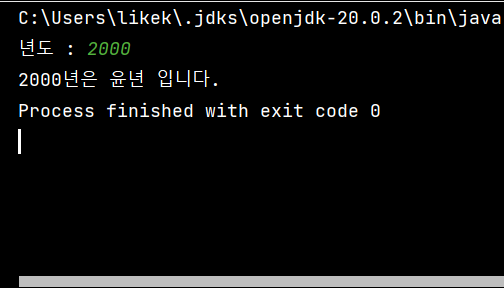 C:\Users\likek\.jdks\openjdk-20.0.2\bin\java
년도 : 2000
2000년은 윤년 입니다.
Process finished with exit code 0